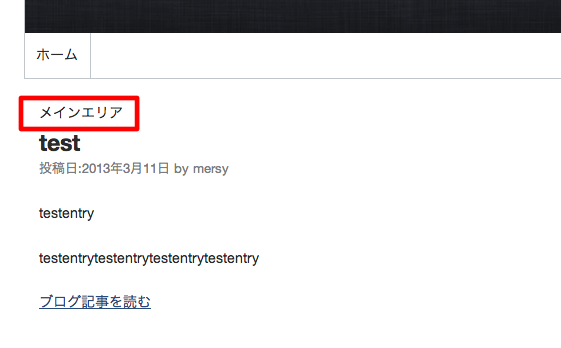 ホーム
メインエリア
test
投稿日:2013年3月11日 by mersy
testentry
testentrytestentrytestentrytestentry
ブログ記事を読む